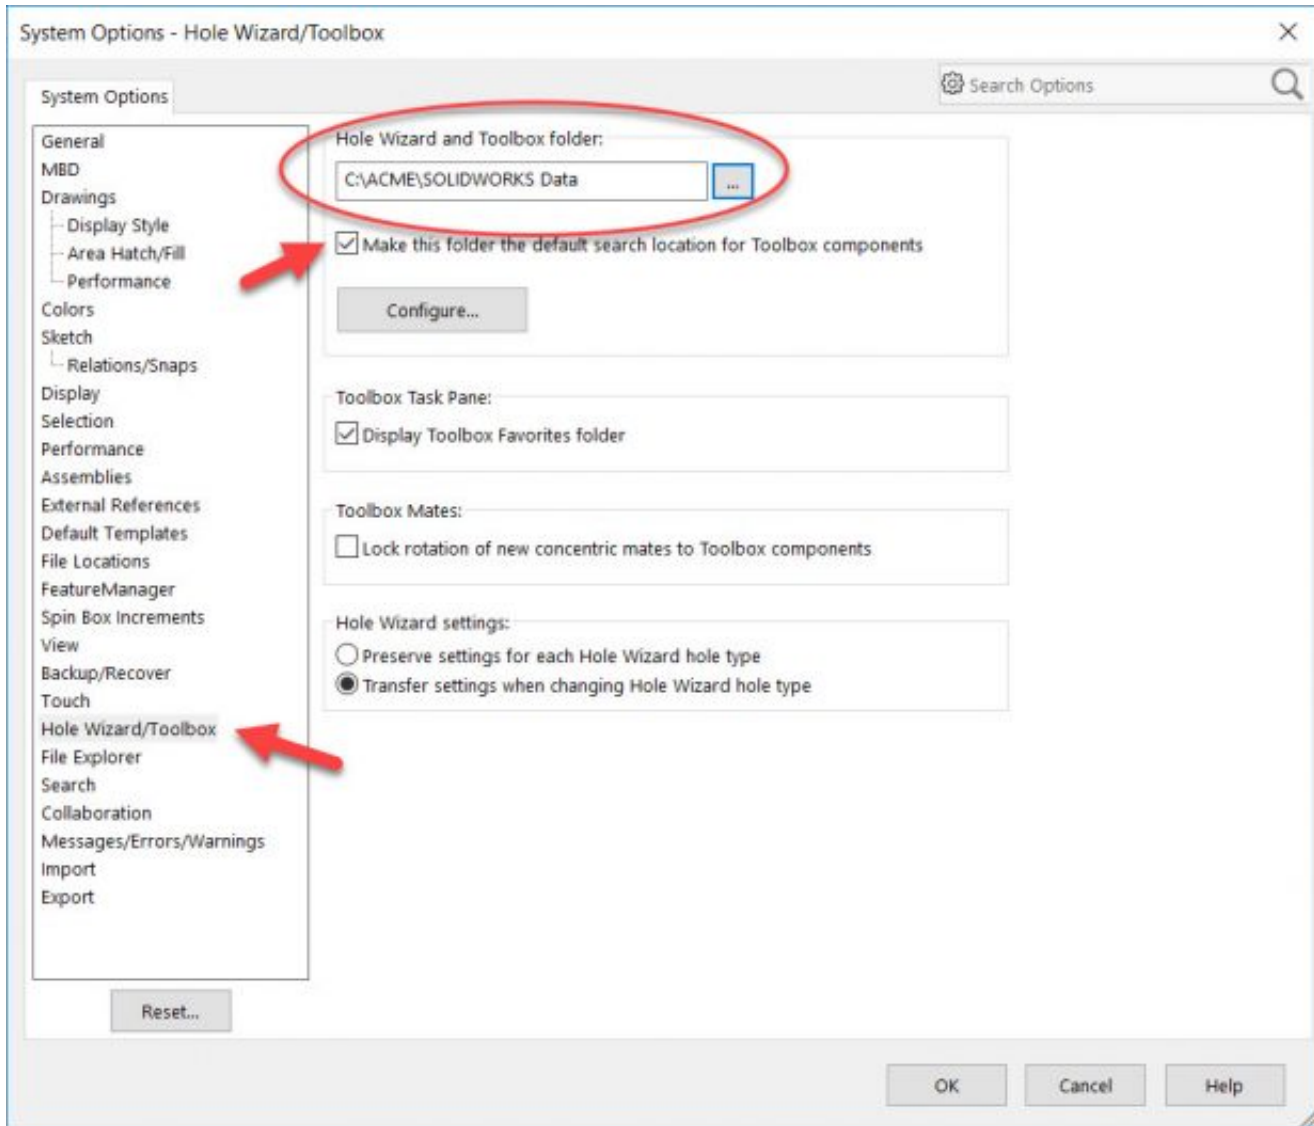 System Options - Hole Wizard/Toolbox
Search Options
System Options
General
MBD
Drawings
Display Style
Area Hatch/Fill
Performance
Colors
Sketch
Relations/Snaps
Display
Selection
Performance
Assemblies
External References
Default Templates
File Locations
FeatureManager
Spin Box Increments
View
Backup/Recover
Touch
Hole Wizard/Toolbox
File Explorer
Search
Collaboration
Messages/Errors/Warnings
Import
Export
Reset...
Hole Wizard and Toolbox folder:
C:\ACME\SOLIDWORKS Data
...
Make this folder the default search location for Toolbox components
Configure...
Toolbox Task Pane:
Display Toolbox Favorites folder
Toolbox Mates:
Lock rotation of new concentric mates to Toolbox components
Hole Wizard settings:
Preserve settings for each Hole Wizard hole type
Transfer settings when changing Hole Wizard hole type
OK
Cancel
Help